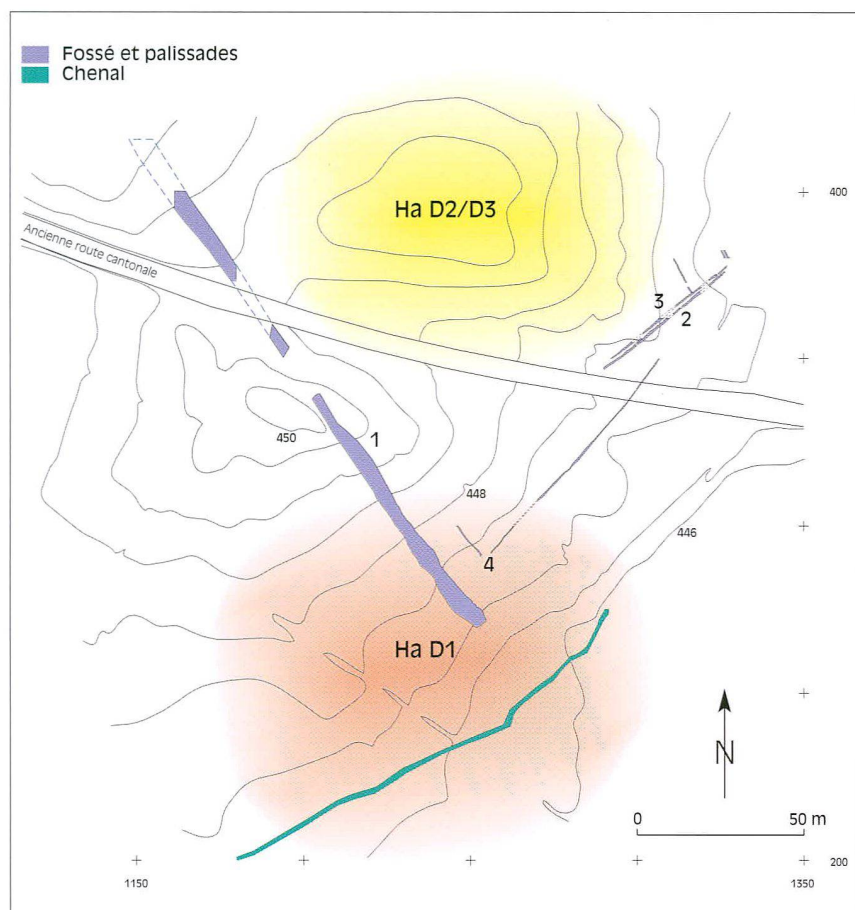 Fossé et palissades
Chenal
400
Ha D2/D3
Ancienne route cantonale
3
2
450
1
448
446
4
Ha D1
N
0
50 m
200
1150
1350